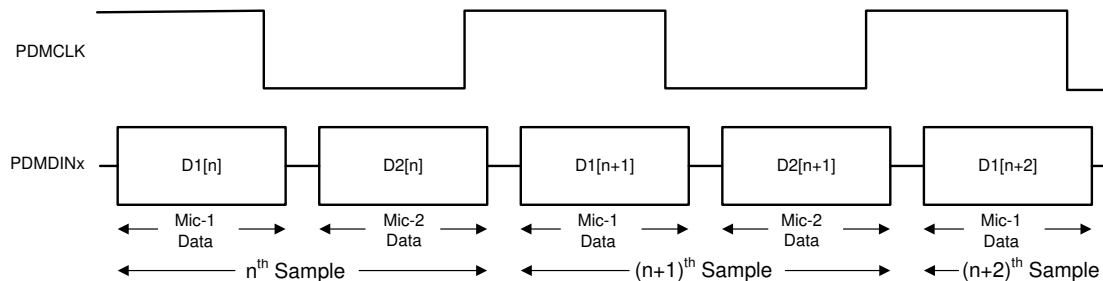 PDMCLK
PDMDINx
D1[n]
D2[n]
D1[n+1]
D2[n+1]
D1[n+2]
Mic-1
Data
Mic-2
Data
Mic-1
Data
Mic-2
Data
Mic-1
Data
nth Sample
(n+1)th Sample
(n+2)th Sample